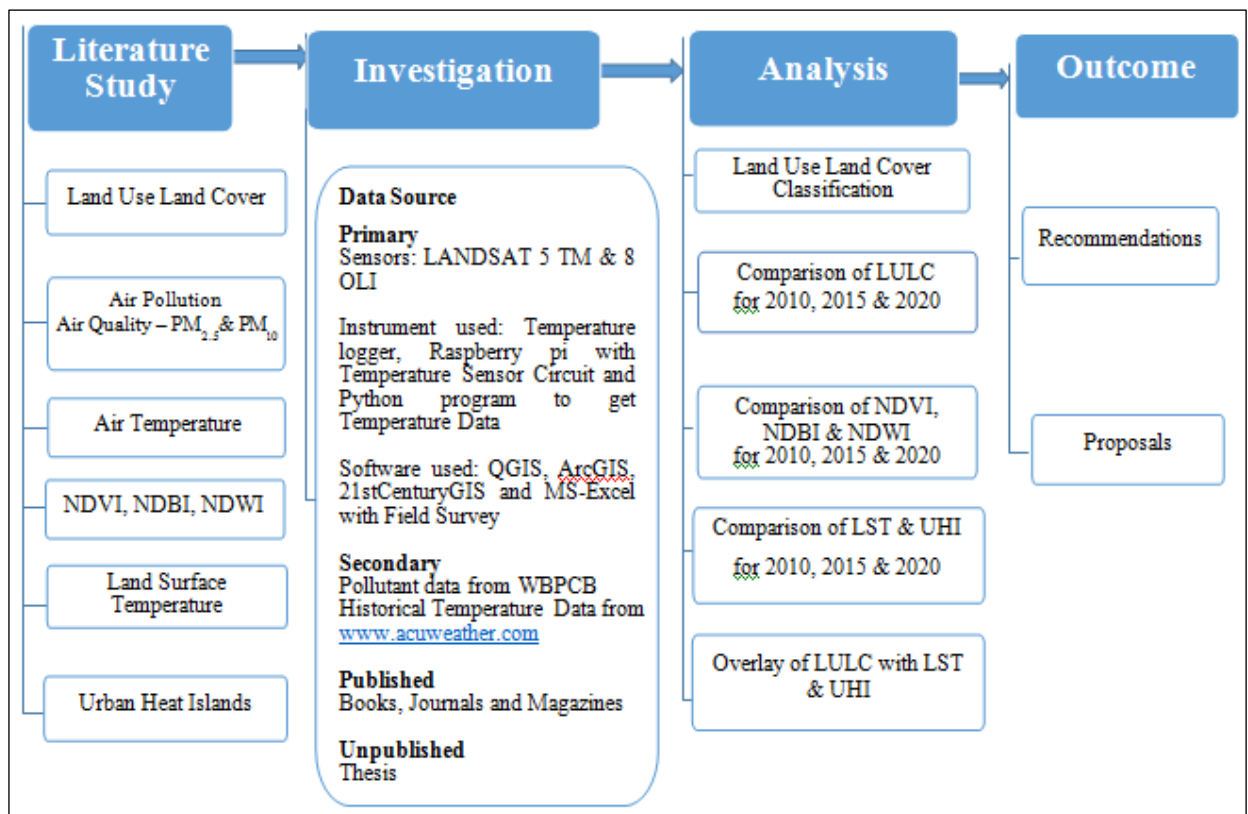 Literature
Study
Investigation
Analysis
Outcome
Land Use Land Cover
Air Pollution
Air Quality – PM2.5 & PM10
Air Temperature
NDVI, NDBI, NDWI
Land Surface
Temperature
Urban Heat Islands
Data Source
Primary
Sensors: LANDSAT 5 TM & 8
OLI
Instrument used: Temperature
logger, Raspberry pi with
Temperature Sensor Circuit and
Python program to get
Temperature Data
Software used: QGIS, ArcGIS,
21stCenturyGIS and MS-Excel
with Field Survey
Secondary
Pollutant data from WBPCB
Historical Temperature Data from
www.acuweather.com
Published
Books, Journals and Magazines
Unpublished
Thesis
Land Use Land Cover
Classification
Comparison of LULC
for 2010, 2015 & 2020
Comparison of NDVI,
NDBI & NDWI
for 2010, 2015 & 2020
Comparison of LST & UHI
for 2010, 2015 & 2020
Overlay of LULC with LST
& UHI
Recommendations
Proposals